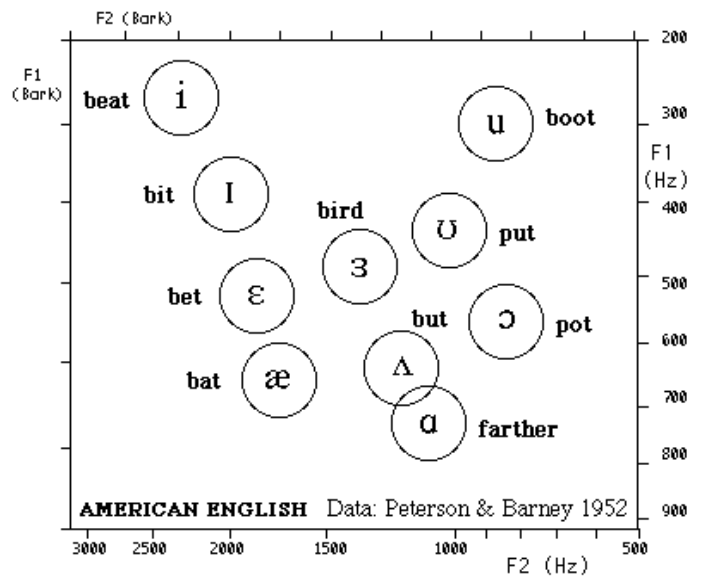 F2 (Bark)
200
F1
(Bark)
beat i
u boot
300
F1
(Hz)
bit I
400
bird
ʊ put
ɜ
bet ɛ
500
but
ɔ pot
600
bat æ
ʌ
700
ɑ farther
800
AMERICAN ENGLISH Data: Peterson & Barney 1952
900
3000 2500 2000 1500 1000 500
F2 (Hz)